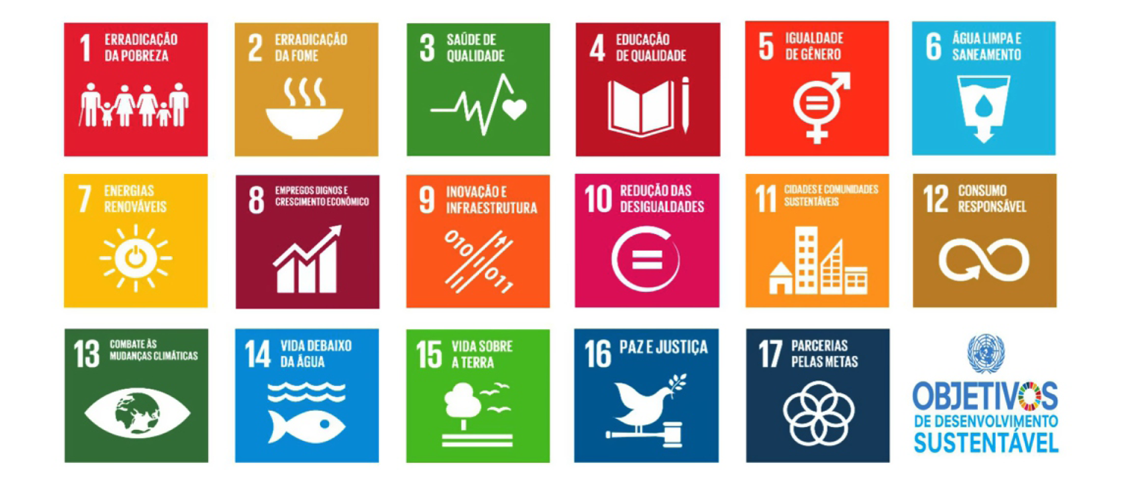 1 ERRADICAÇÃO
DA POBREZA
2 ERRADICAÇÃO
DA FOME
3 SAÚDE DE
QUALIDADE
4 EDUCAÇÃO
DE QUALIDADE
5 IGUALDADE
DE GÊNERO
6 ÁGUA LIMPA E
SANEAMENTO
7 ENERGIAS
RENOVÁVEIS
8 EMPREGOS DIGNOS E
CRESCIMENTO ECONÔMICO
9 INOVAÇÃO E
INFRAESTRUTURA
010
011
10 REDUÇÃO DAS
DESIGUALDADES
11 CIDADES E COMUNIDADES
SUSTENTÁVEIS
12 CONSUMO
RESPONSÁVEL
13 COMBATE ÀS
MUDANÇAS CLIMÁTICAS
14 VIDA DEBAIXO
DA ÁGUA
15 VIDA SOBRE
A TERRA
16 PAZ E JUSTIÇA
17 PARCERIAS
PELAS METAS
OBJETIVOS
DE DESENVOLVIMENTO
SUSTENTÁVEL